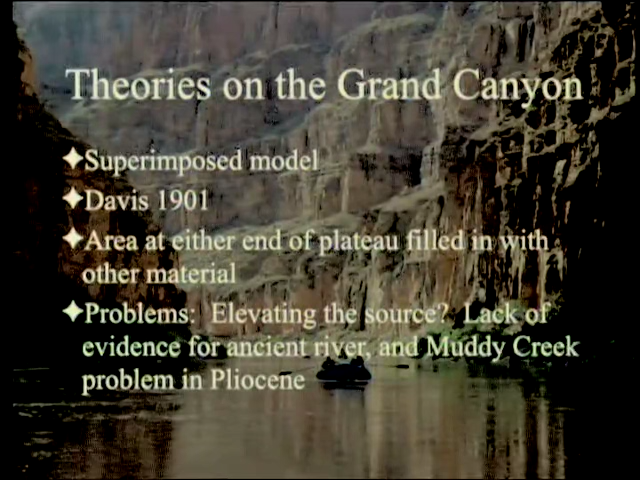 Theories on the Grand Canyon
✦Superimposed model
✦Davis 1901
✦Area at either end of plateau filled in with
other material
✦Problems: Elevating the source? Lack of
evidence for ancient river, and Muddy Creek
problem in Pliocene